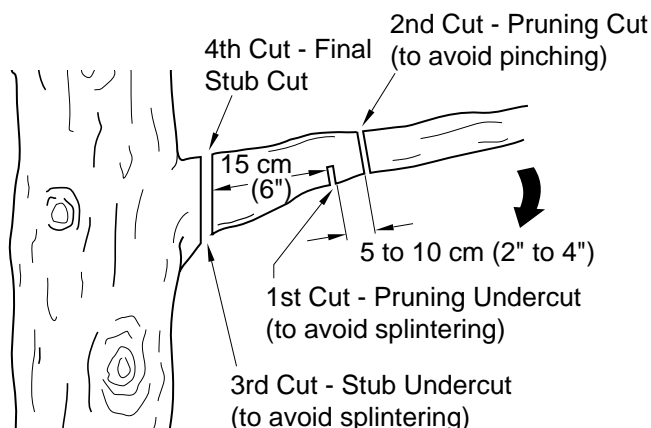 2nd Cut - Pruning Cut
(to avoid pinching)
4th Cut - Final
Stub Cut
15 cm
(6")
5 to 10 cm (2" to 4")
1st Cut - Pruning Undercut
(to avoid splintering)
3rd Cut - Stub Undercut
(to avoid splintering)